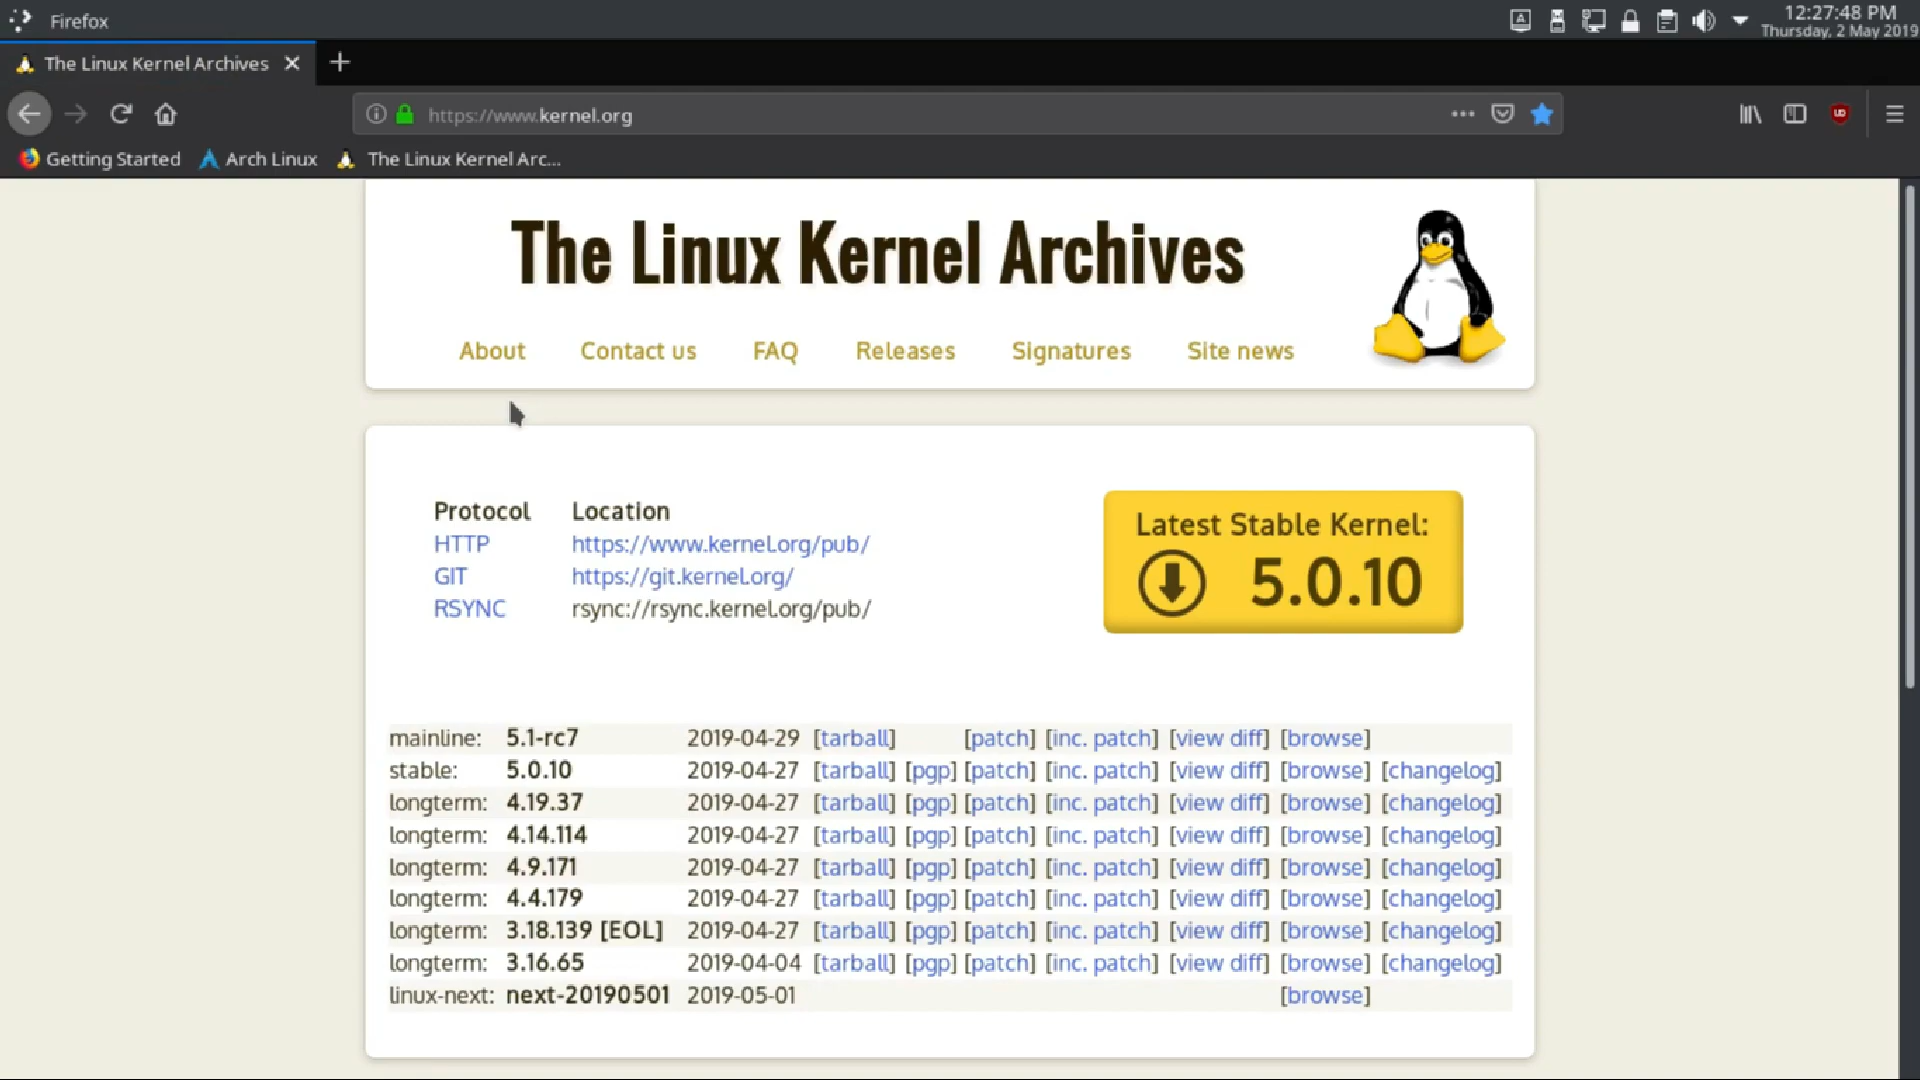 Firefox
12:27:48 PM
Thursday, 2 May 2019
The Linux Kernel Archives
https://www.kernel.org
Getting Started
Arch Linux
The Linux Kernel Arc...
The Linux Kernel Archives
About Contact us FAQ Releases Signatures Site news
Protocol Location
HTTP https://www.kernel.org/pub/
GIT https://git.kernel.org/
RSYNC rsync://rsync.kernel.org/pub/
Latest Stable Kernel:
5.0.10
mainline: 5.1-rc7 2019-04-29 [tarball] [patch] [inc. patch] [view diff] [browse]
stable: 5.0.10 2019-04-27 [tarball] [pgp] [patch] [inc. patch] [view diff] [browse] [changelog]
longterm: 4.19.37 2019-04-27 [tarball] [pgp] [patch] [inc. patch] [view diff] [browse] [changelog]
longterm: 4.14.114 2019-04-27 [tarball] [pgp] [patch] [inc. patch] [view diff] [browse] [changelog]
longterm: 4.9.171 2019-04-27 [tarball] [pgp] [patch] [inc. patch] [view diff] [browse] [changelog]
longterm: 4.4.179 2019-04-27 [tarball] [pgp] [patch] [inc. patch] [view diff] [browse] [changelog]
longterm: 3.18.139 [EOL] 2019-04-27 [tarball] [pgp] [patch] [inc. patch] [view diff] [browse] [changelog]
longterm: 3.16.65 2019-04-04 [tarball] [pgp] [patch] [inc. patch] [view diff] [browse] [changelog]
linux-next: next-20190501 2019-05-01 [browse]